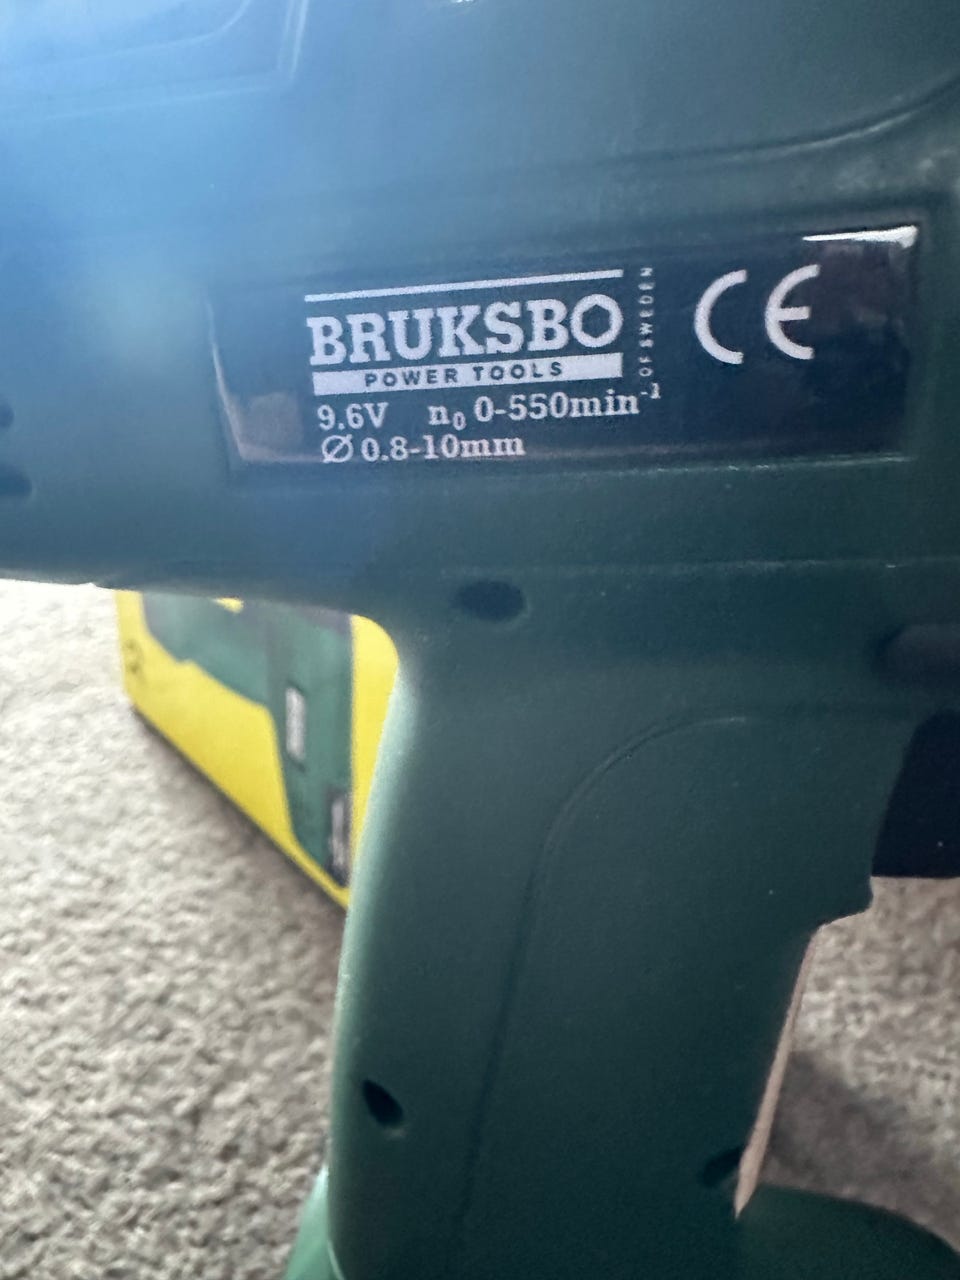 BRUKSBO
POWER TOOLS
OF SWEDEN
CE
9.6V n₀ 0-550min⁻¹
Ø 0.8-10mm